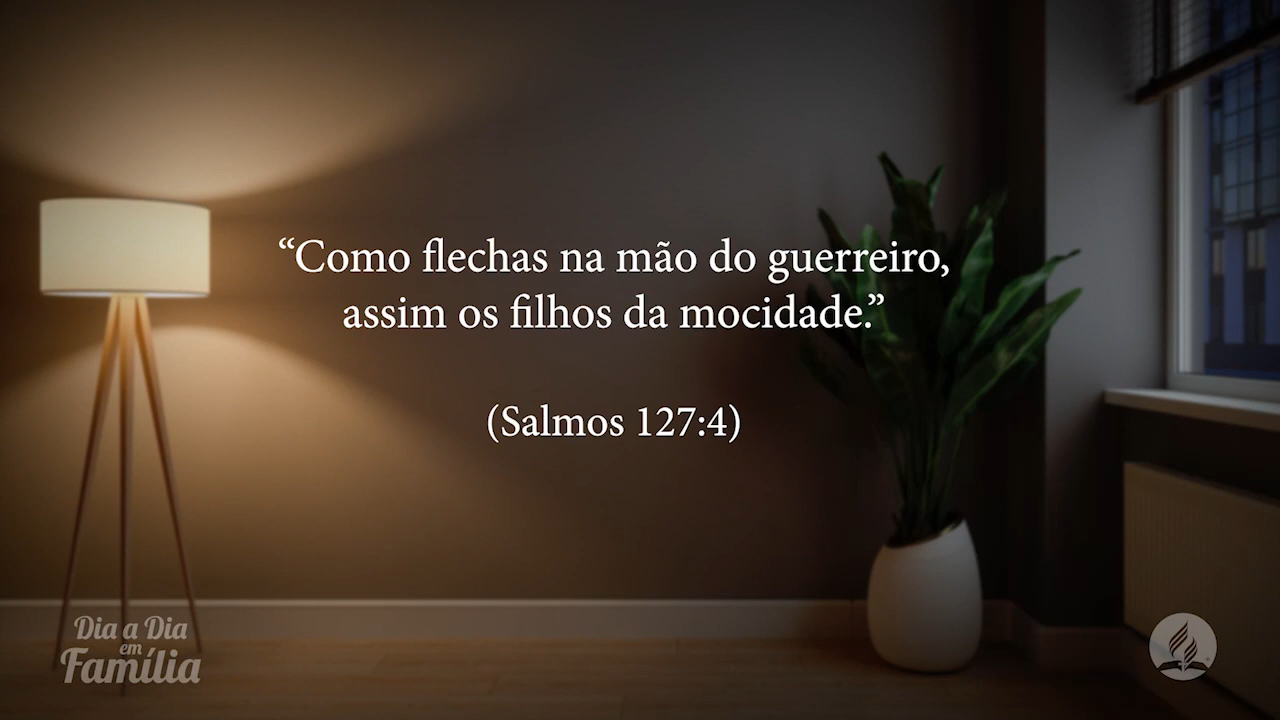 “Como flechas na mão do guerreiro,
assim os filhos da mocidade.”
(Salmos 127:4)
Dia a Dia
em
Família